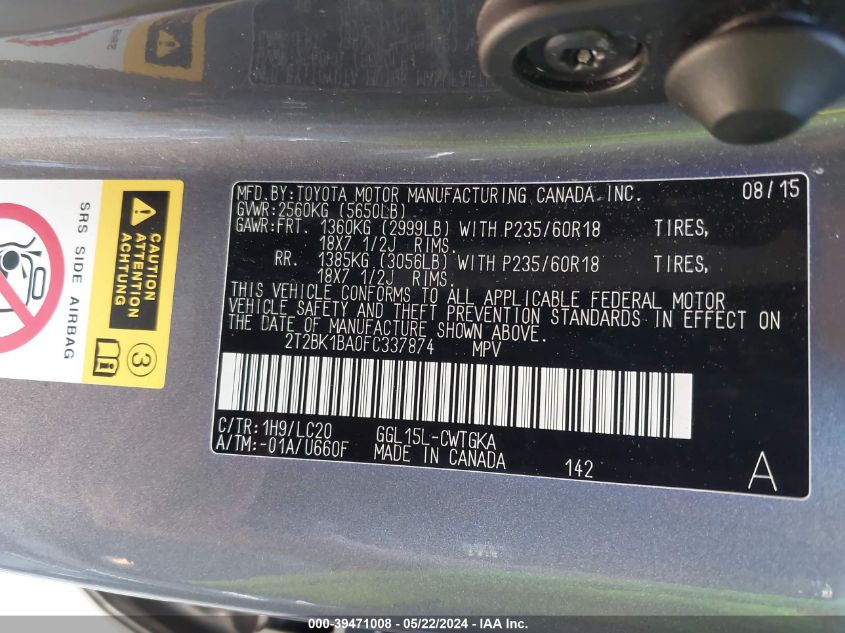 MFD.BY:TOYOTA MOTOR MANUFACTURING CANADA INC. 08/15
GVWR:2560KG (5650LB)
GAWR:FRT. 1360KG (2999LB) WITH P235/60R18 TIRES,
18X7 1/2J RIMS.
RR. 1385KG (3056LB) WITH P235/60R18 TIRES,
18X7 1/2J RIMS.
THIS VEHICLE CONFORMS TO ALL APPLICABLE FEDERAL MOTOR
VEHICLE SAFETY AND THEFT PREVENTION STANDARDS IN EFFECT ON
THE DATE OF MANUFACTURE SHOWN ABOVE.
2T2BK1BA0FC337874 MPV
C/TR:1H9/LC20 GGL15L-CWTGKA
A/TM:-01A/U660F MADE IN CANADA 142 A
SRS SIDE AIRBAG
CAUTION
ATTENTION
ACHTUNG
3
000-39471008 - 05/22/2024 - IAA Inc.